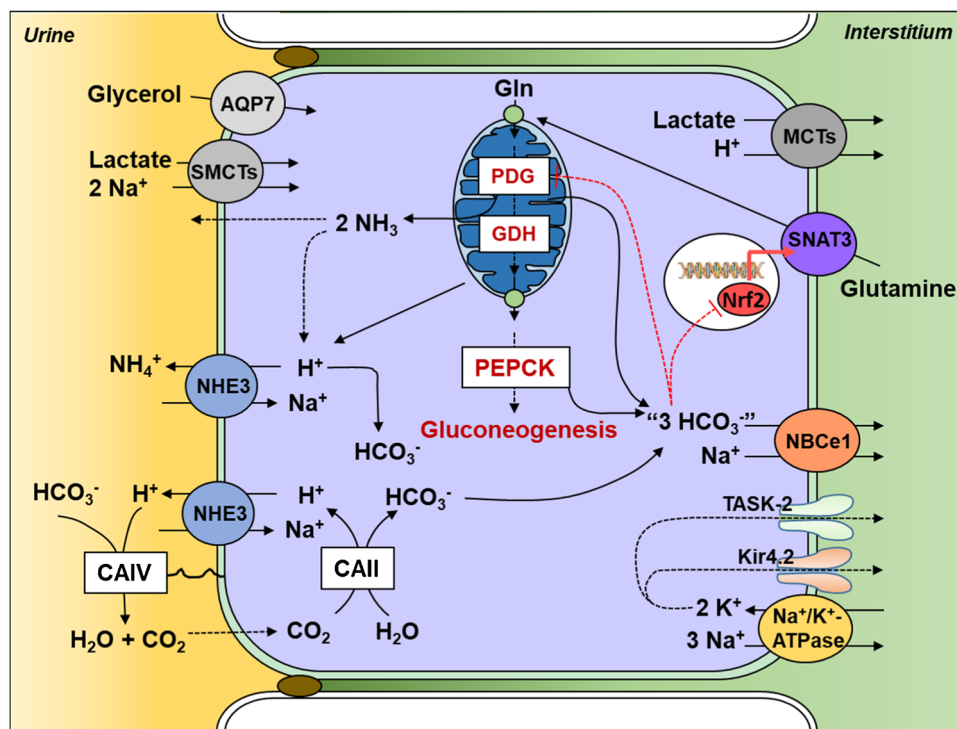 Urine
Interstitium
Glycerol
AQP7
Gln
Lactate
2 Na⁺
SMCTs
Lactate
H⁺
MCTs
PDG
GDH
2 NH₃
SNAT3
Glutamine
Nrf2
NH₄⁺
NHE3
H⁺
Na⁺
HCO₃⁻
PEPCK
Gluconeogenesis
“3 HCO₃⁻”
Na⁺
NBCe1
HCO₃⁻
H⁺
NHE3
H⁺
Na⁺
HCO₃⁻
TASK-2
Kir4.2
CAIV
CAII
H₂O + CO₂
CO₂
H₂O
2 K⁺
3 Na⁺
Na⁺/K⁺-
ATPase